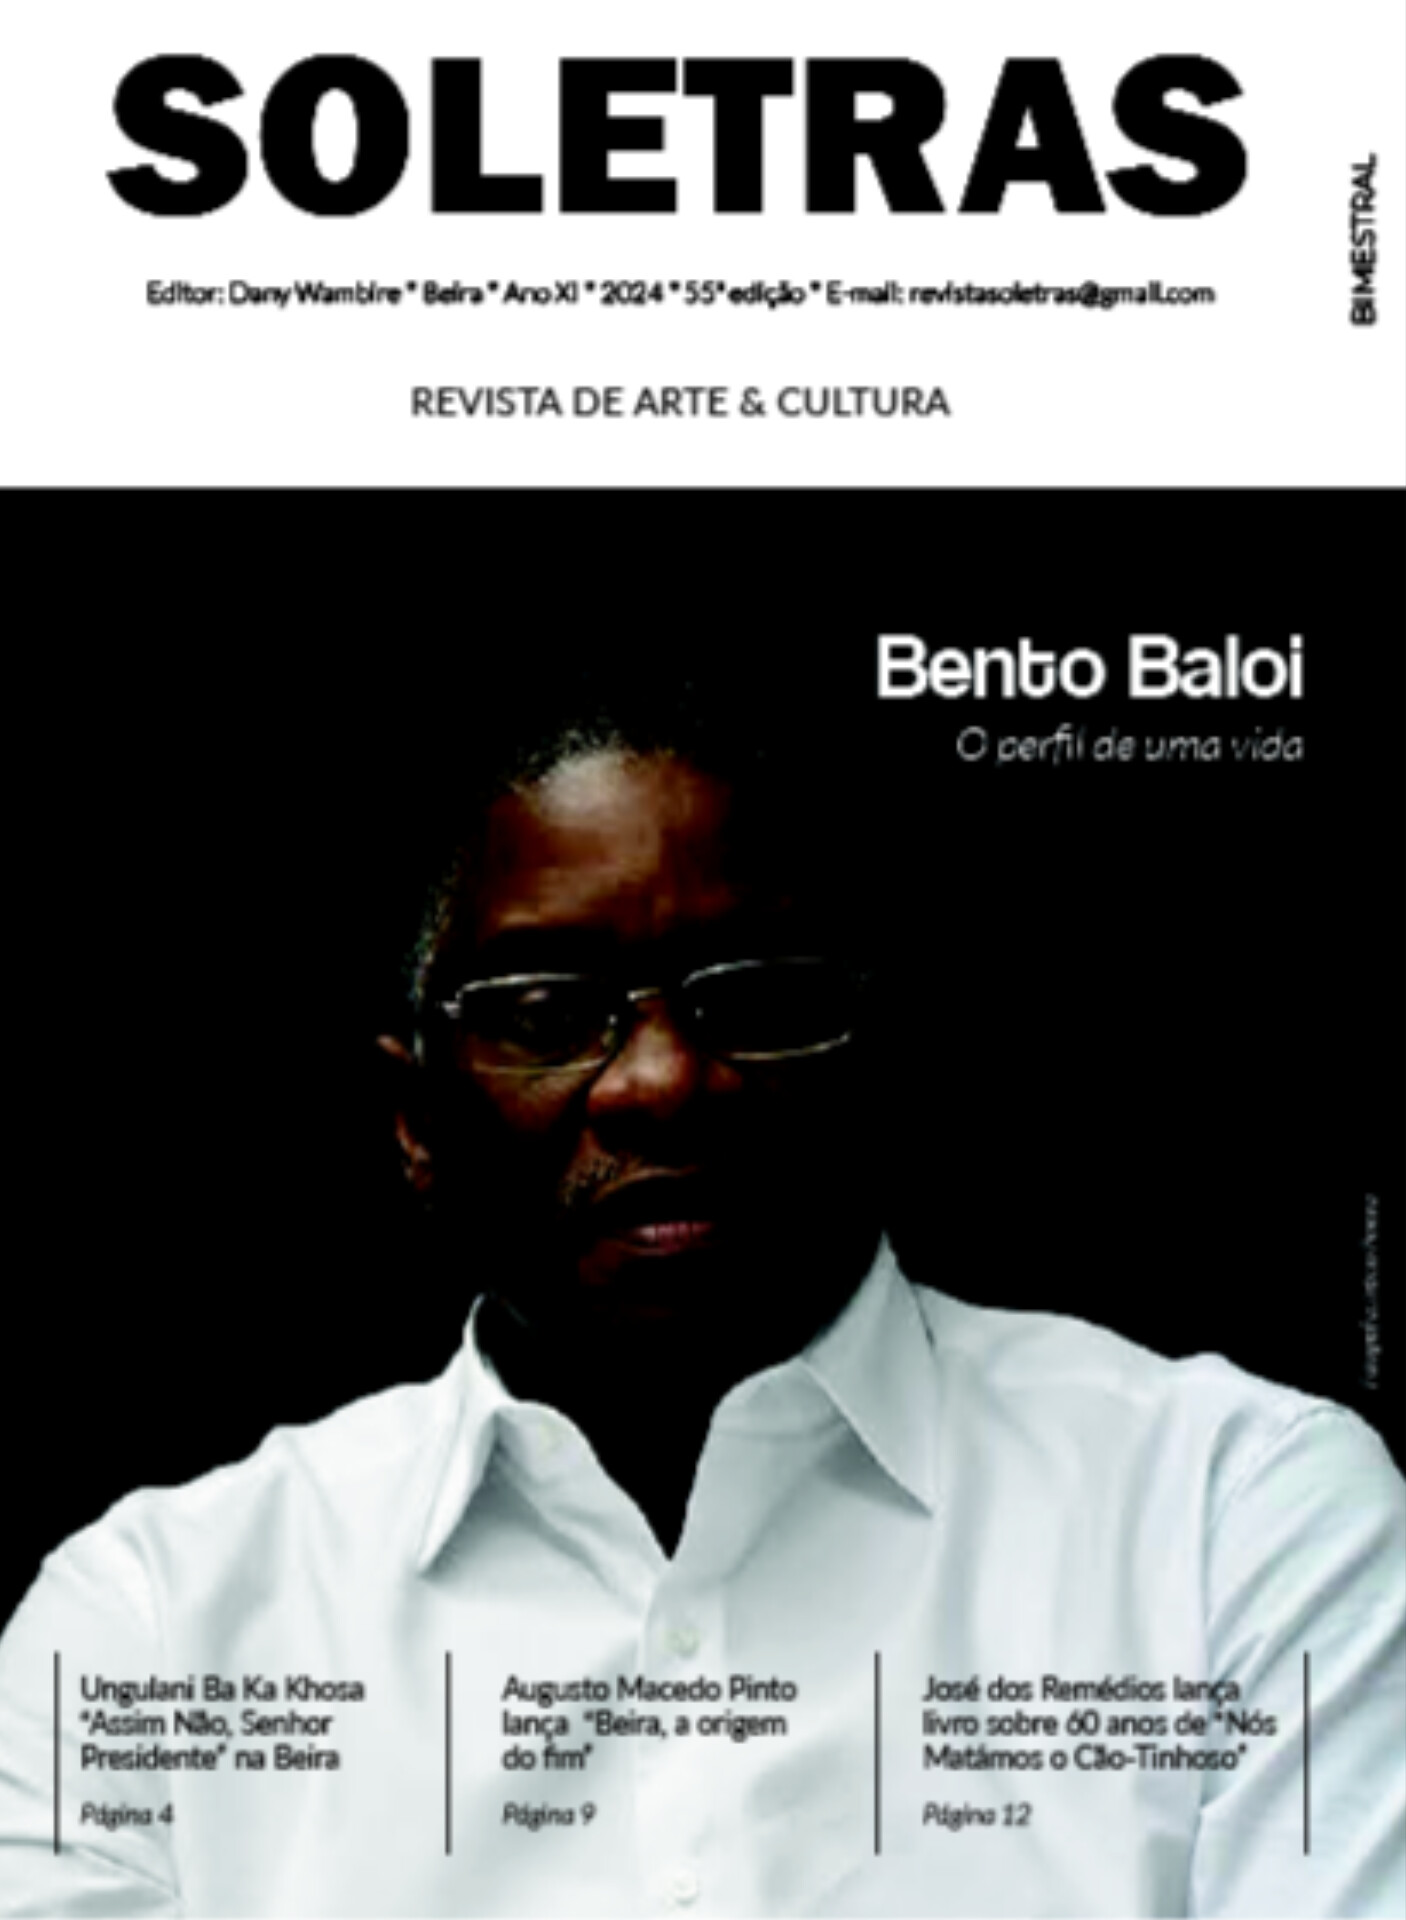 SOLETRAS
BIMESTRAL
Editor: Dany Wambire * Beira * Ano XI * 2024 * 55ª edição * E-mail: revistasoletras@gmail.com
REVISTA DE ARTE & CULTURA
Bento Baloi
O perfil de uma vida
Ungulani Ba Ka Khosa
"Assim Não, Senhor
Presidente" na Beira
Página 4
Augusto Macedo Pinto
lança "Beira, a origem
do fim"
Página 9
José dos Remédios lança
livro sobre 60 anos de "Nós
Matámos o Cão-Tinhoso"
Página 12